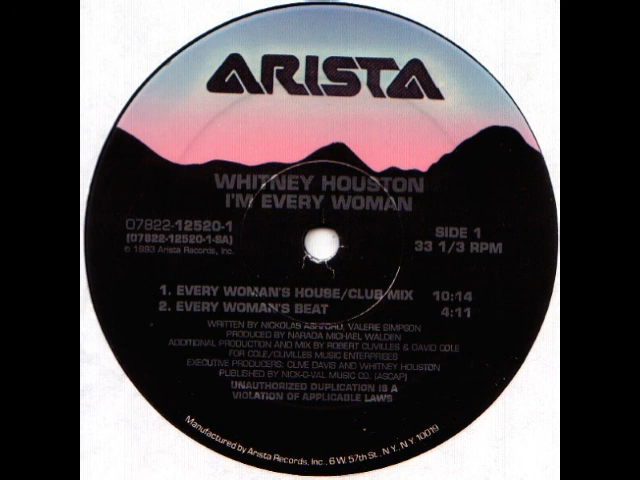 ARISTA
WHITNEY HOUSTON
I'M EVERY WOMAN
07822-12520-1
(07822-12520-1-SA)
℗ 1993 Arista Records, Inc.
SIDE 1
33 1/3 RPM
1. EVERY WOMAN'S HOUSE/CLUB MIX 10:14
2. EVERY WOMAN'S BEAT 4:11
WRITTEN BY NICKOLAS ASHFORD, VALERIE SIMPSON
PRODUCED BY NARADA MICHAEL WALDEN
ADDITIONAL PRODUCTION AND MIX BY ROBERT CLIVILLES & DAVID COLE
FOR COLE/CLIVILLES MUSIC ENTERPRISES
EXECUTIVE PRODUCERS: CLIVE DAVIS AND WHITNEY HOUSTON
PUBLISHED BY NICK-O-VAL MUSIC CO. (ASCAP)
UNAUTHORIZED DUPLICATION IS A
VIOLATION OF APPLICABLE LAWS
Manufactured by Arista Records, Inc., 6 W. 57th St., N.Y., N.Y. 10019